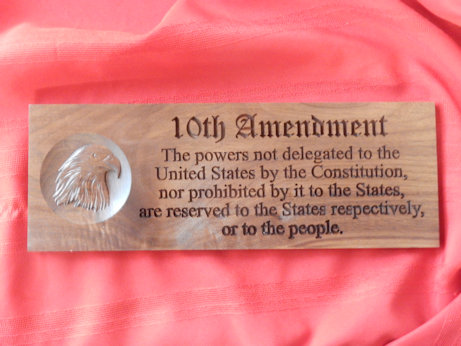 10th Amendment
The powers not delegated to the
United States by the Constitution,
nor prohibited by it to the States,
are reserved to the States respectively,
or to the people.